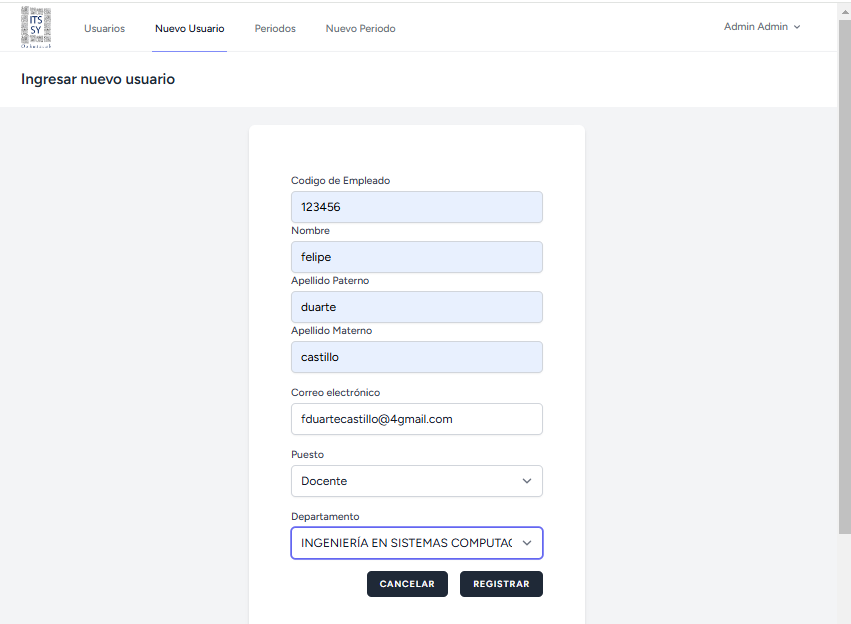 ITS
SY
Usuarios
Nuevo Usuario
Periodos
Nuevo Periodo
Admin Admin
Ingresar nuevo usuario
Codigo de Empleado
123456
Nombre
felipe
Apellido Paterno
duarte
Apellido Materno
castillo
Correo electrónico
fduartecastillo@4gmail.com
Puesto
Docente
Departamento
INGENIERÍA EN SISTEMAS COMPUTAC
CANCELAR
REGISTRAR